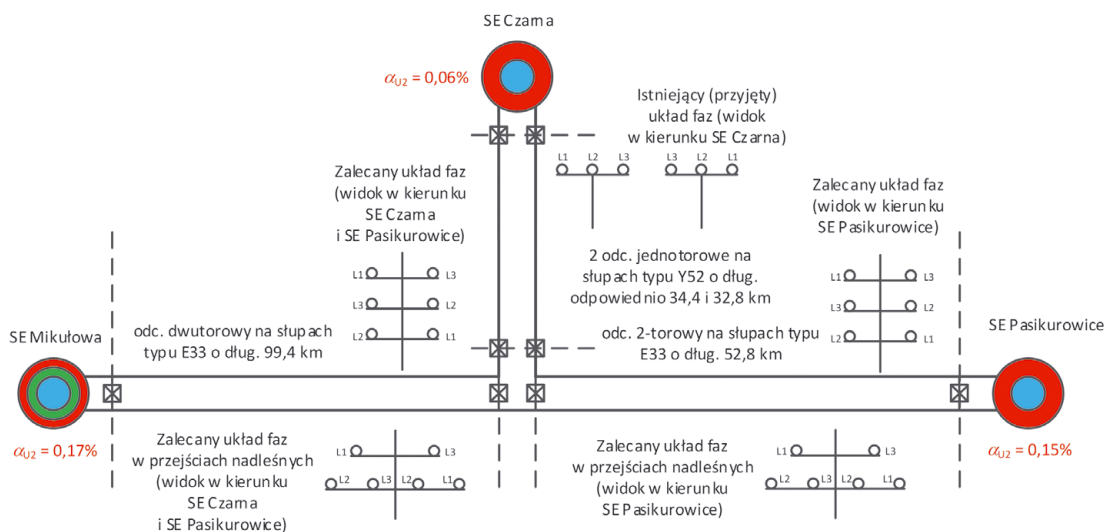 SE Czarna
αU2 = 0,06%
Istniejący (przyjęty)
układ faz (widok
w kierunku SE Czarna)
L1 L2 L3
L3 L2 L1
Zalecany układ faz
(widok w kierunku
SE Czarna
i SE Pasikurowice)
L1 L3
L3 L2
L2 L1
Zalecany układ faz
(widok w kierunku
SE Pasikurowice)
L1 L3
L3 L2
L2 L1
2 odc. jednotorowe na
słupach typu Y52 o dług.
odpowiednio 34,4 i 32,8 km
SE Mikułowa
odc. dwutorowy na słupach
typu E33 o dług. 99,4 km
odc. 2-torowy na słupach typu
E33 o dług. 52,8 km
SE Pasikurowice
αU2 = 0,17%
Zalecany układ faz
w przejściach nadleśnych
(widok w kierunku
SE Czarna
i SE Pasikurowice)
L1 L3
L2 L3 L2 L1
Zalecany układ faz
w przejściach nadleśnych
(widok w kierunku
SE Pasikurowice)
L1 L3
L2 L3 L2 L1
αU2 = 0,15%